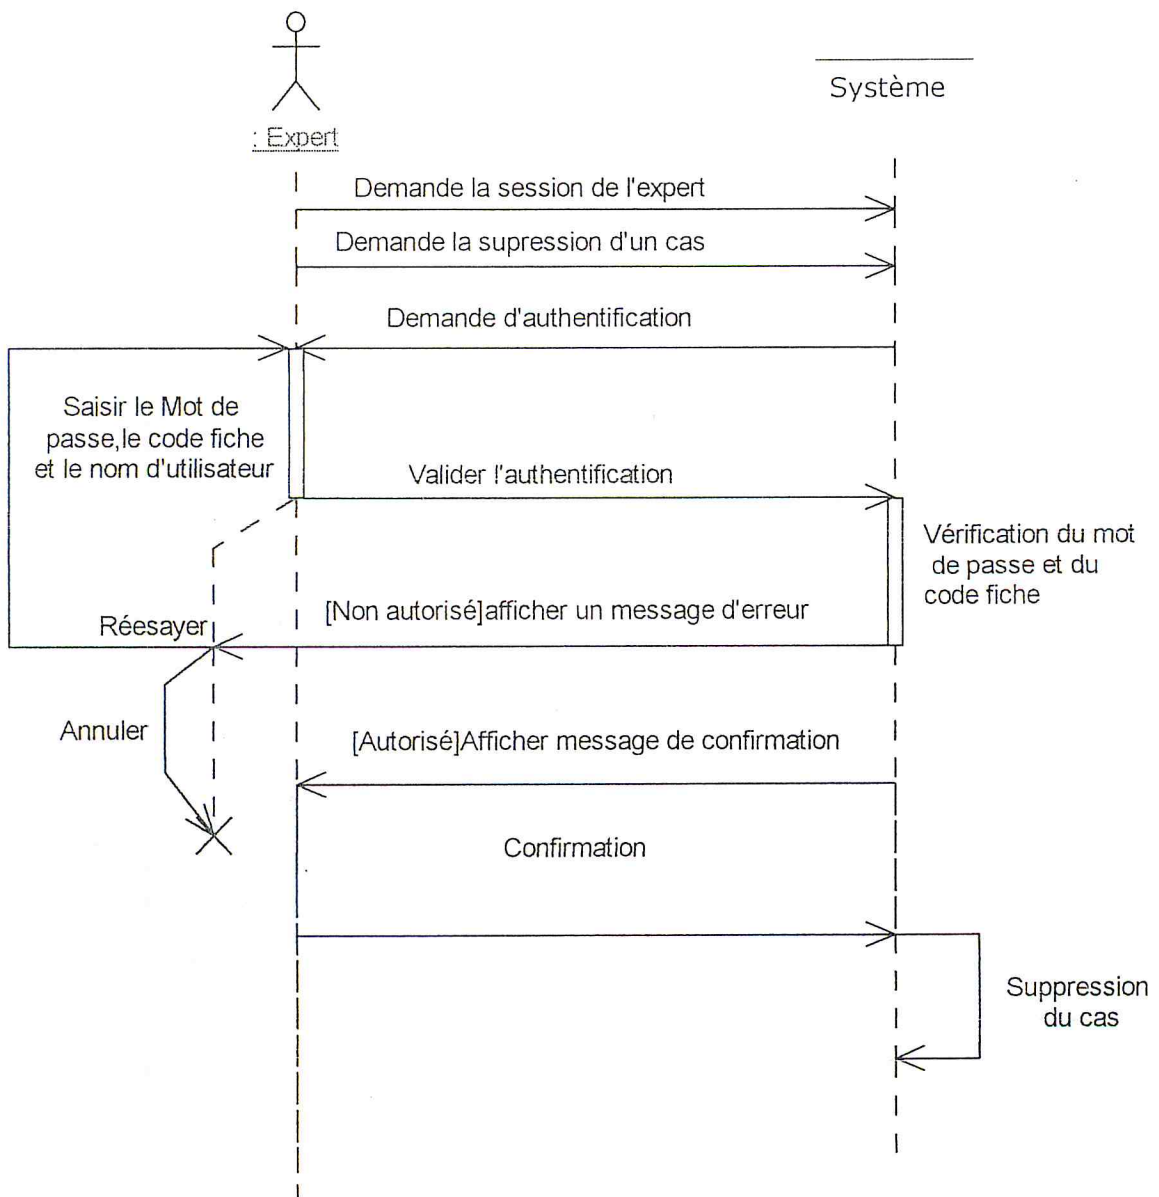 Système
: Expert
Demande la session de l'expert
Demande la supression d'un cas
Demande d'authentification
Saisir le Mot de
passe,le code fiche
et le nom d'utilisateur
Valider l'authentification
Vérification du mot
de passe et du
code fiche
[Non autorisé]afficher un message d'erreur
Réesayer
Annuler
[Autorisé]Afficher message de confirmation
Confirmation
Suppression
du cas